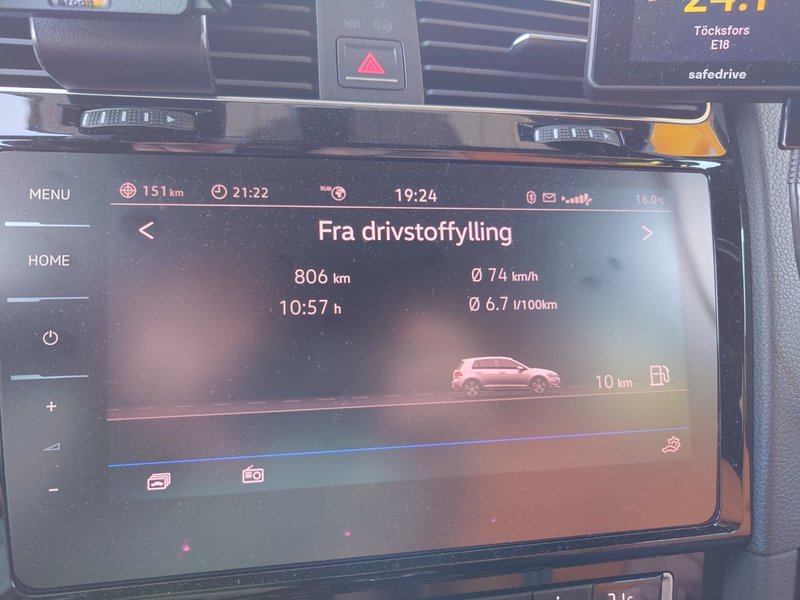 24.1
Töcksfors
E18
safedrive
MENU
HOME
151 km 21:22 WLAN 19:24 16.0°C
< Fra drivstoffylling >
806 km Ø 74 km/h
10:57 h Ø 6.7 l/100km
10 km
+
−